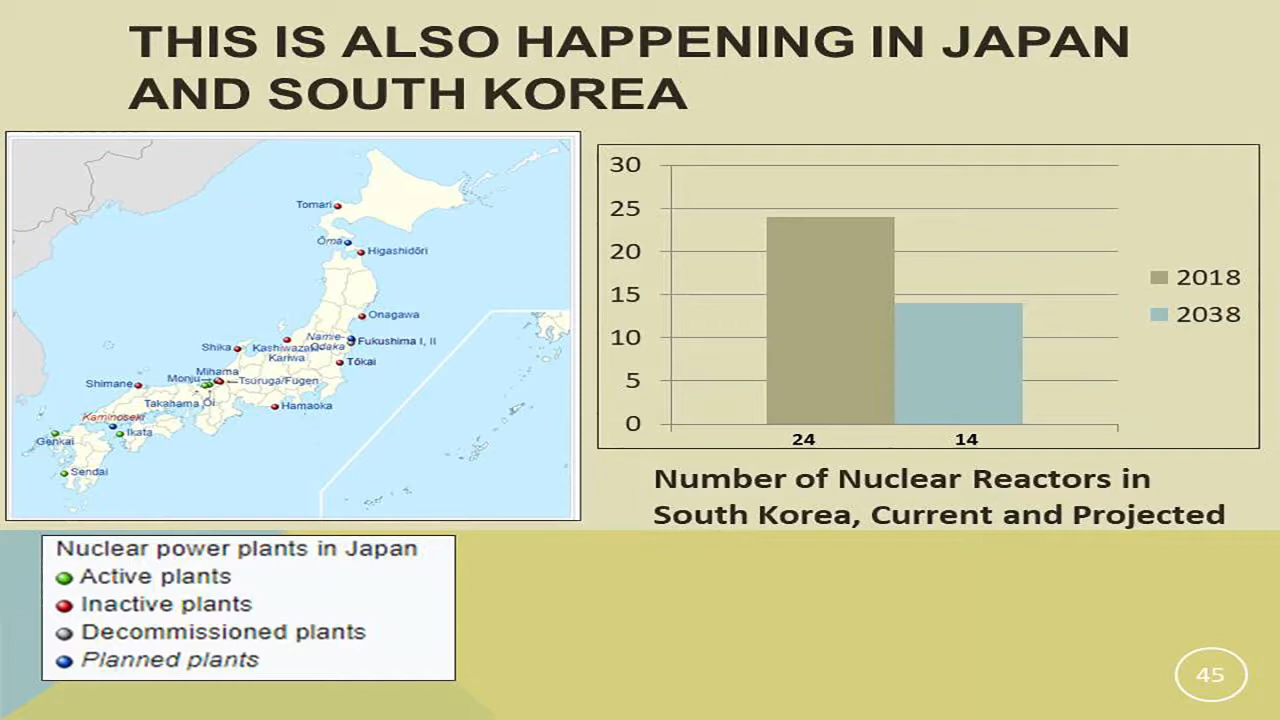 THIS IS ALSO HAPPENING IN JAPAN
AND SOUTH KOREA
Tomari
Ōma
Higashidōri
Onagawa
Namie-
Odaka
Fukushima I, II
Shika
Kashiwazaki-
Kariwa
Tōkai
Mihama
Monju
Tsuruga/Fugen
Shimane
Takahama
Ōi
Hamaoka
Kaminoseki
Ikata
Genkai
Sendai
30
25
20
15
10
5
0
24
14
2018
2038
Number of Nuclear Reactors in
South Korea, Current and Projected
Nuclear power plants in Japan
Active plants
Inactive plants
Decommissioned plants
Planned plants
45